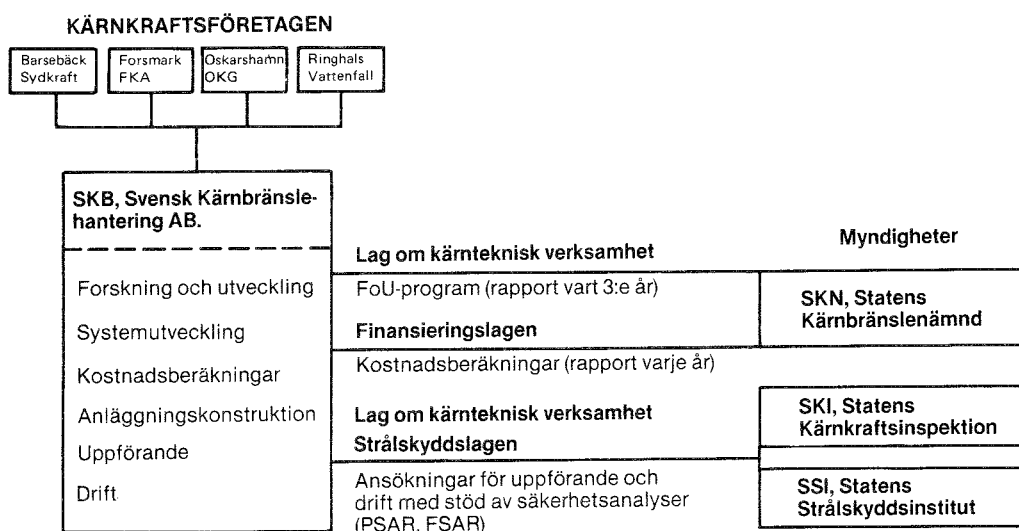 KÄRNKRAFTSFÖRETAGEN
Barsebäck
Sydkraft
Forsmark
FKA
Oskarshamn
OKG
Ringhals
Vattenfall
SKB, Svensk Kärnbränsle-
hantering AB.
Forskning och utveckling
Systemutveckling
Kostnadsberäkningar
Anläggningskonstruktion
Uppförande
Drift
Lag om kärnteknisk verksamhet
FoU-program (rapport vart 3:e år)
Finansieringslagen
Kostnadsberäkningar (rapport varje år)
Lag om kärnteknisk verksamhet
Strålskyddslagen
Ansökningar för uppförande och
drift med stöd av säkerhetsanalyser
(PSAR, FSAR)
Myndigheter
SKN, Statens
Kärnbränslenämnd
SKI, Statens
Kärnkraftsinspektion
SSI, Statens
Strålskyddsinstitut